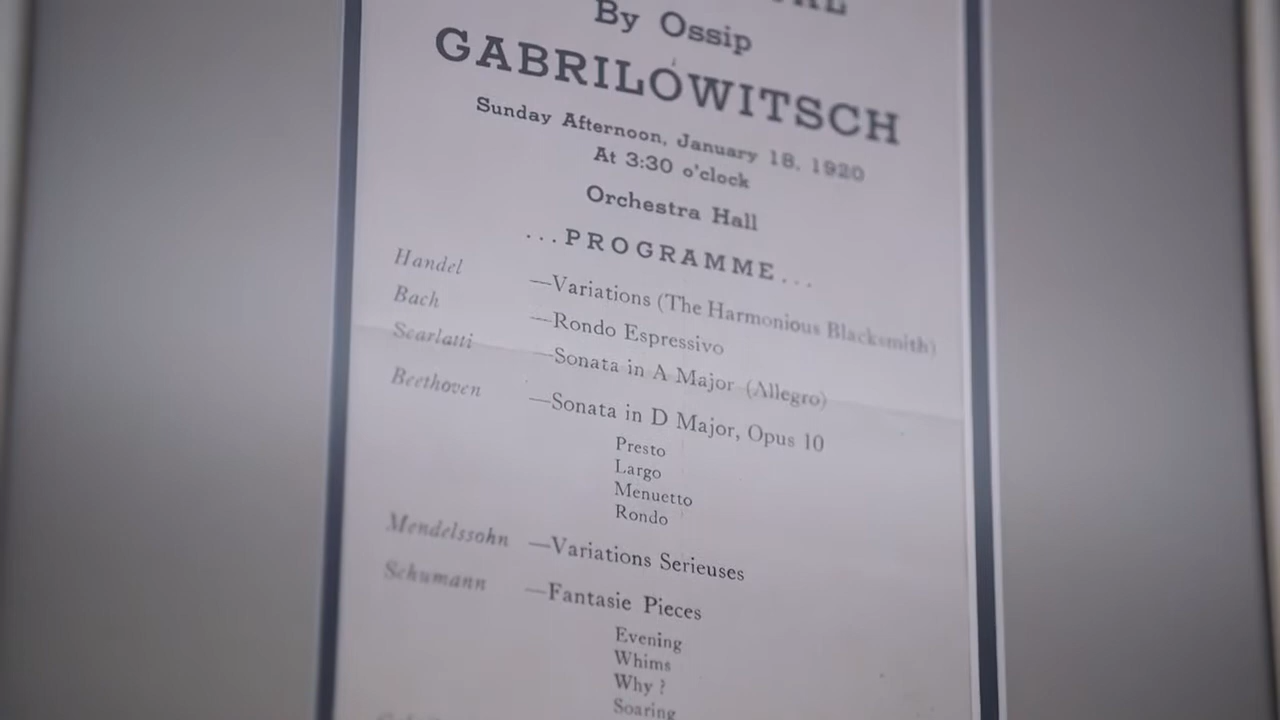 By Ossip
GABRILÓWITSCH
Sunday Afternoon, January 18, 1920
At 3:30 o'clock
Orchestra Hall
...PROGRAMME...
Handel —Variations (The Harmonious Blacksmith)
Bach —Rondo Espressivo
Scarlatti —Sonata in A Major (Allegro)
Beethoven —Sonata in D Major, Opus 10
Presto
Largo
Menuetto
Rondo
Mendelssohn —Variations Serieuses
Schumann —Fantasie Pieces
Evening
Whims
Why ?
Soaring